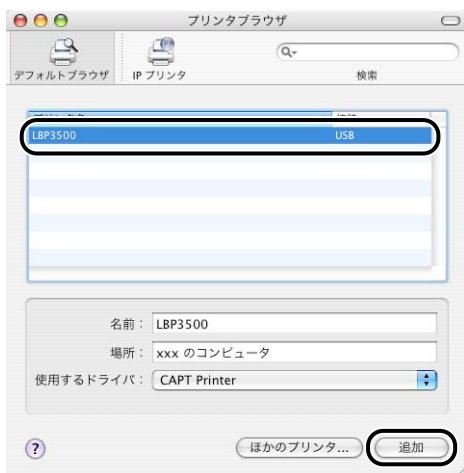 プリンタブラウザ
デフォルトブラウザ IP プリンタ 検索
LBP3500 USB
名前： LBP3500
場所： xxx のコンピュータ
使用するドライバ： CAPT Printer
? ほかのプリンタ... 追加